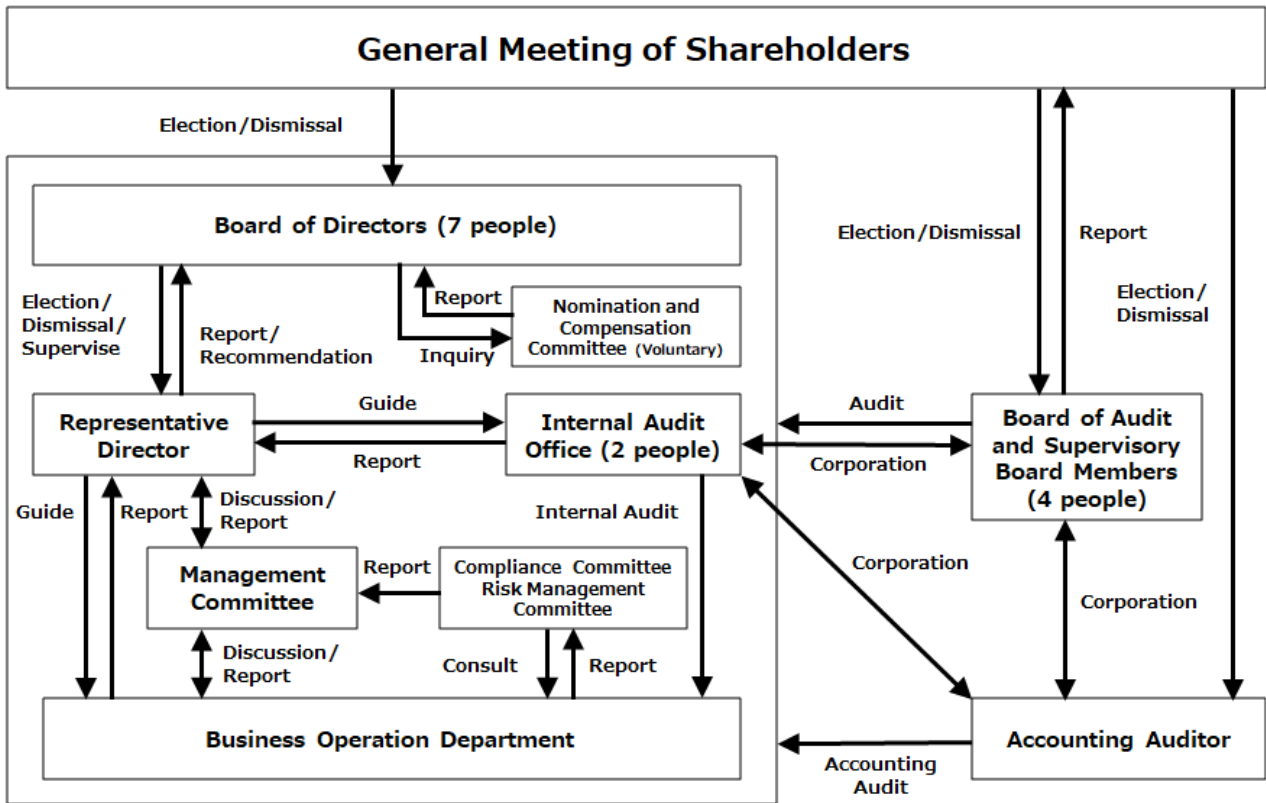 General Meeting of Shareholders
Election/Dismissal
Board of Directors (7 people)
Election/Dismissal
Report
Election/
Dismissal
Election/
Dismissal/
Supervise
Report/
Recommendation
Report
Inquiry
Nomination and
Compensation
Committee (Voluntary)
Representative
Director
Guide
Report
Internal Audit
Office (2 people)
Audit
Corporation
Board of Audit
and Supervisory
Board Members
(4 people)
Guide
Report
Discussion/
Report
Internal Audit
Management
Committee
Report
Compliance Committee
Risk Management
Committee
Corporation
Corporation
Discussion/
Report
Consult
Report
Business Operation Department
Accounting
Audit
Accounting Auditor